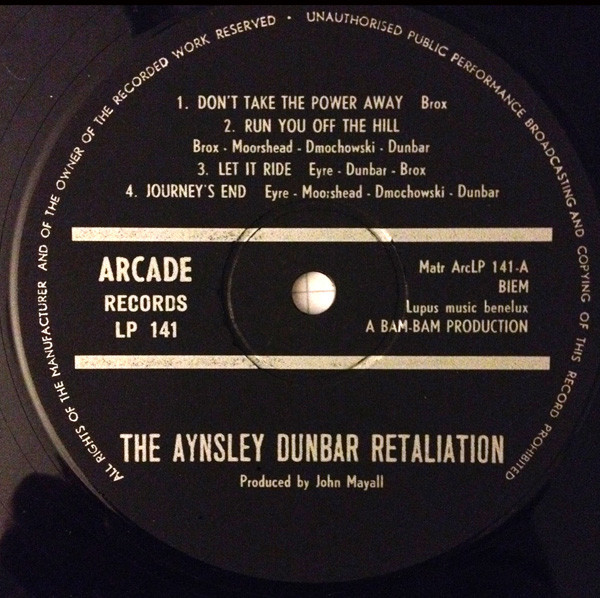 ALL RIGHTS OF THE MANUFACTURER AND OF THE OWNER OF THE RECORDED WORK RESERVED • UNAUTHORISED PUBLIC PERFORMANCE BROADCASTING AND COPYING OF THIS RECORD PROHIBITED
1. DON'T TAKE THE POWER AWAY Brox
2. RUN YOU OFF THE HILL
Brox - Moorshead - Dmochowski - Dunbar
3. LET IT RIDE Eyre - Dunbar - Brox
4. JOURNEY'S END Eyre - Moorshead - Dmochowski - Dunbar
ARCADE
RECORDS
LP 141
Matr ArcLP 141-A
BIEM
Lupus music benelux
A BAM-BAM PRODUCTION
THE AYNSLEY DUNBAR RETALIATION
Produced by John Mayall